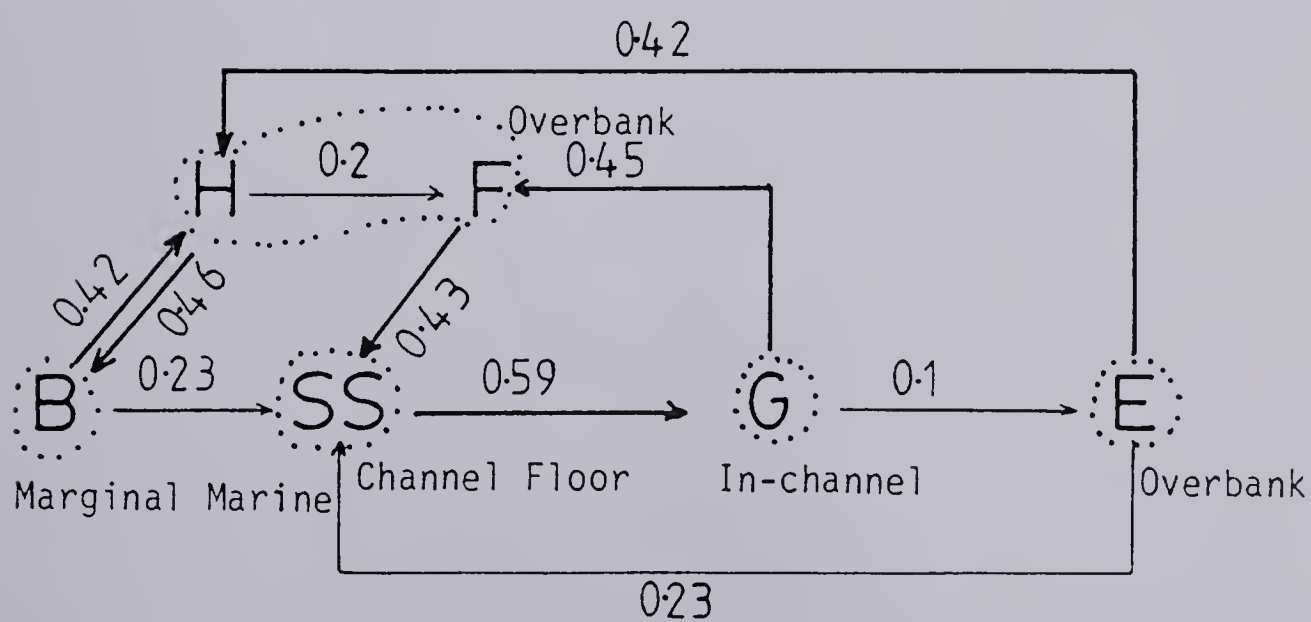 0·42
Overbank
0·2
0·45
H
F
0.42
0·46
0·43
0·23
0·59
0·1
B
SS
G
E
Marginal Marine
Channel Floor
In-channel
Overbank
0·23